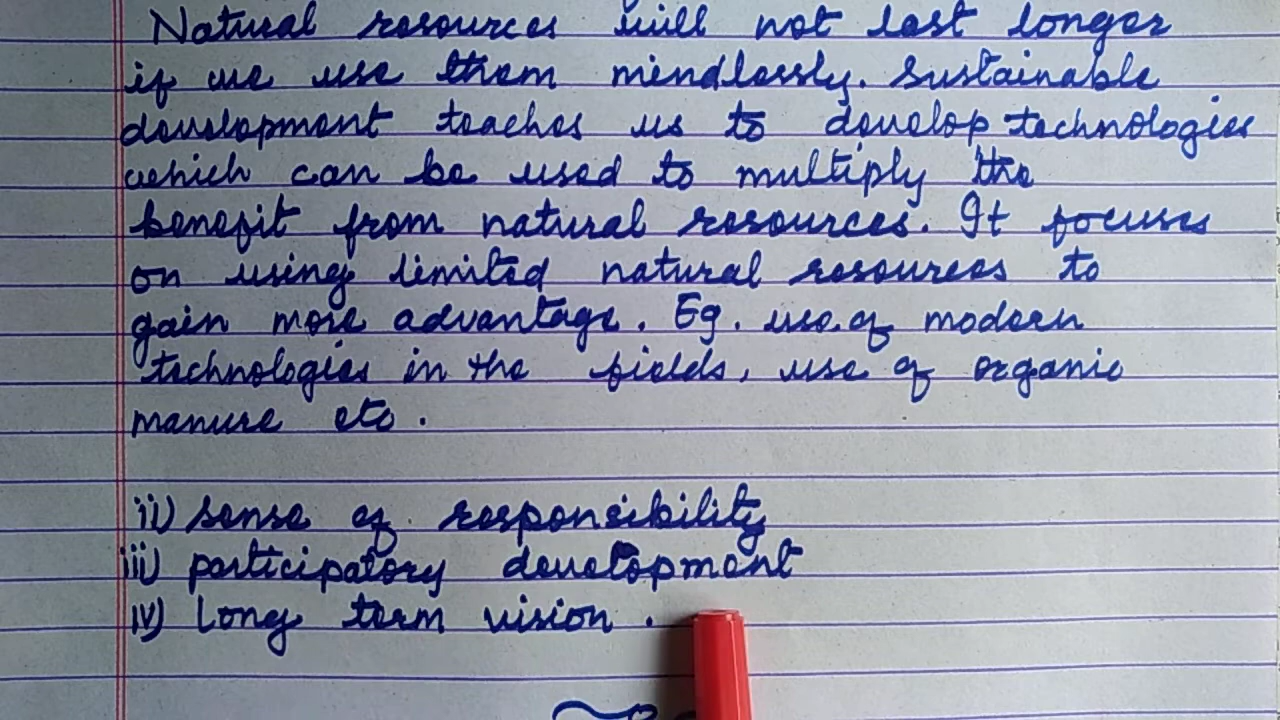 Natural resources will not last longer
if we use them mindlessly. Sustainable
development teaches us to develop technologies
which can be used to multiply the
benefit from natural resources. It focuses
on using limited natural resources to
gain more advantage. Eg. use of modern
technologies in the fields, use of organic
manure etc.
ii) Sense of responsibility
iii) participatory development
iv) Long term vision.